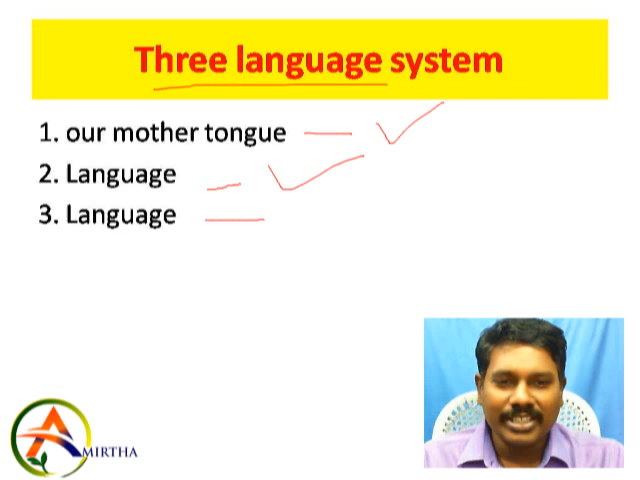 Three language system
1. our mother tongue
2. Language
3. Language
AMIRTHA